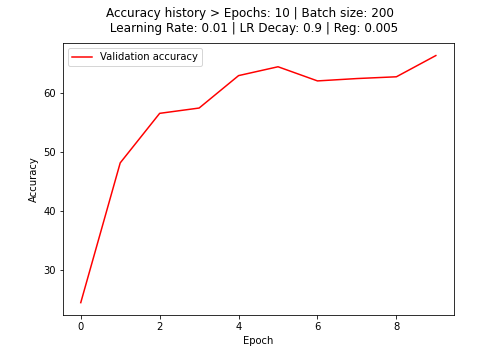 Accuracy history > Epochs: 10 | Batch size: 200
Learning Rate: 0.01 | LR Decay: 0.9 | Reg: 0.005
Validation accuracy
Accuracy
60
50
40
30
0 2 4 6 8
Epoch